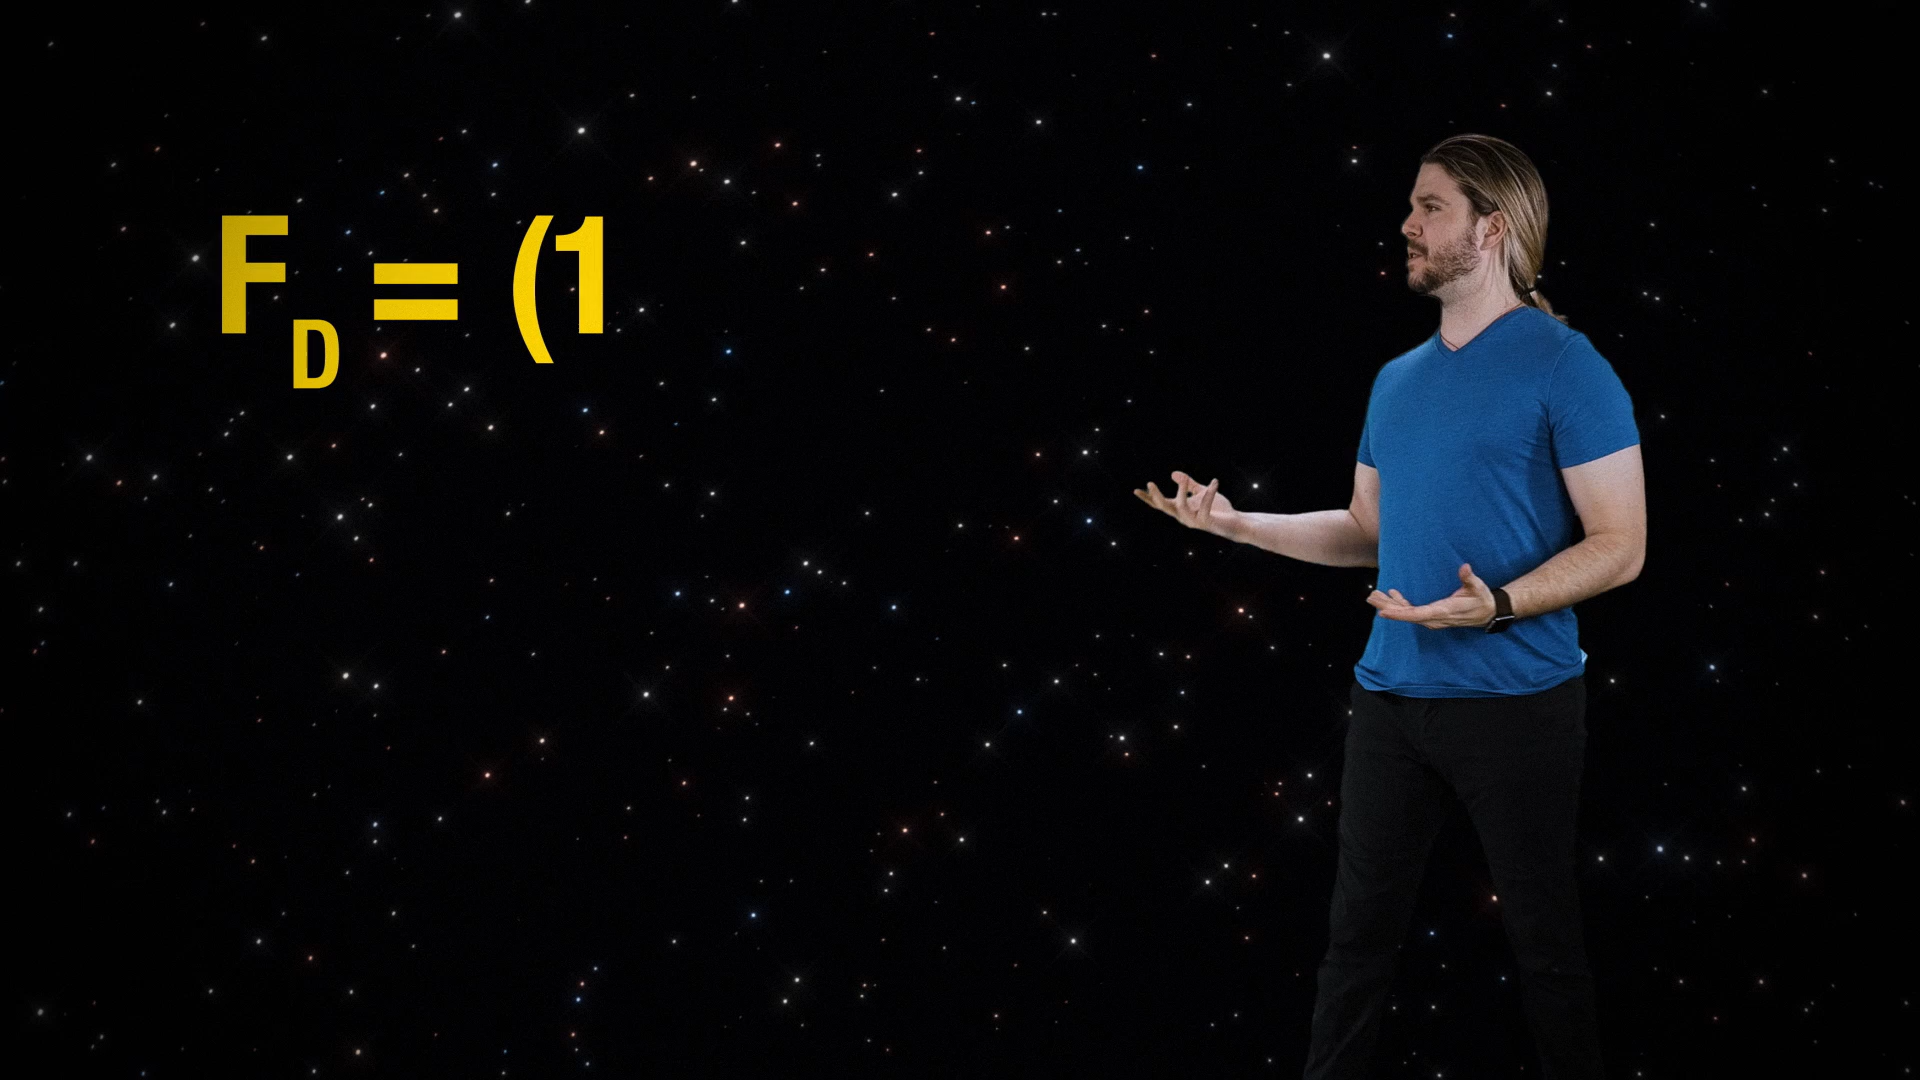 F_D = (1